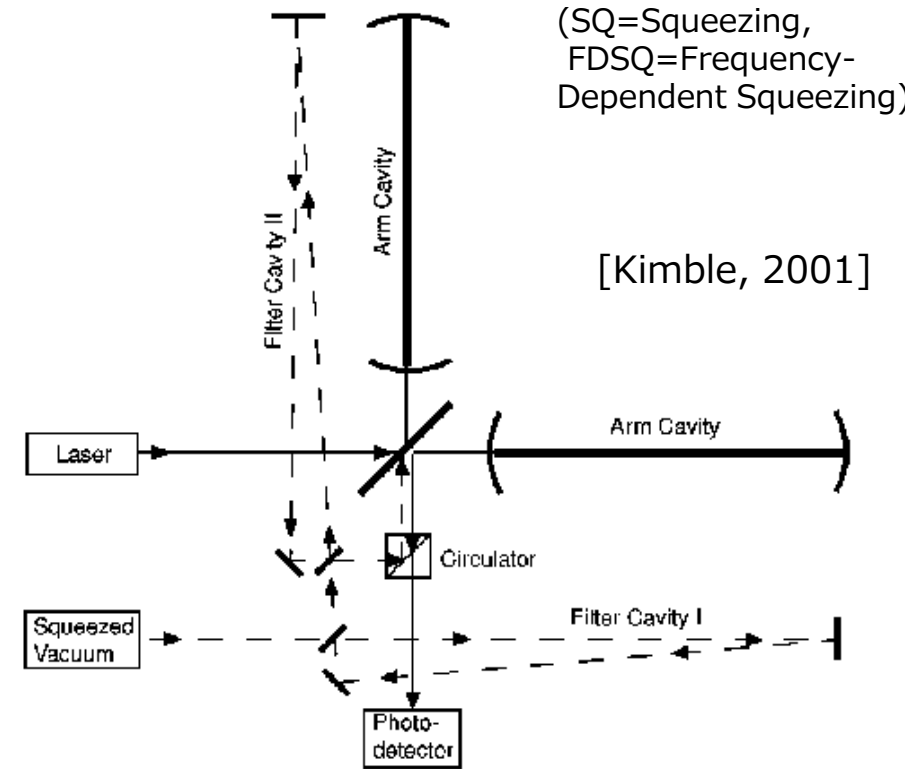 (SQ=Squeezing,
FDSQ=Frequency-
Dependent Squeezing)
Arm Cavity
Filter Cavity II
[Kimble, 2001]
Laser
Arm Cavity
Circulator
Squeezed
Vacuum
Filter Cavity I
Photo-
detector